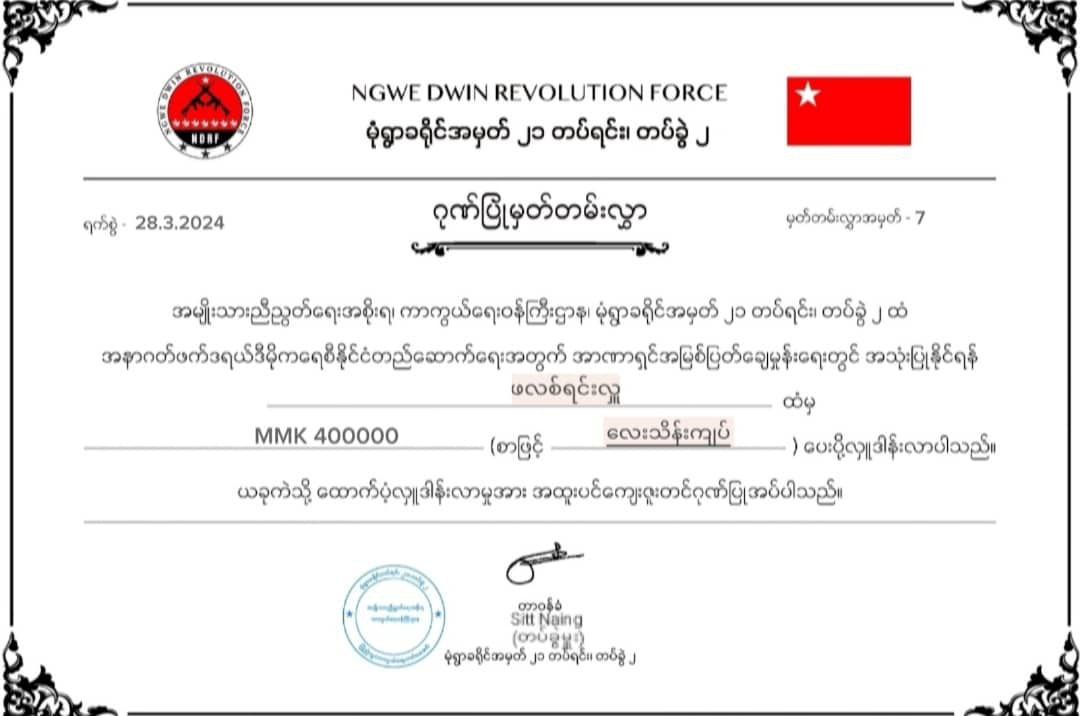 NGWE DWIN REVOLUTION FORCE
NDRF
NGWE DWIN REVOLUTION FORCE
မုံရွာခရိုင်အမှတ် ၂၁ တပ်ရင်း၊ တပ်ခွဲ ၂
ရက်စွဲ - 28.3.2024
ဂုဏ်ပြုမှတ်တမ်းလွှာ
မှတ်တမ်းလွှာအမှတ် - 7
အမျိုးသားညီညွတ်ရေးအစိုးရ၊ ကာကွယ်ရေးဝန်ကြီးဌာန၊ မုံရွာခရိုင်အမှတ် ၂၁ တပ်ရင်း၊ တပ်ခွဲ ၂ ထံ
အနာဂတ်ဖက်ဒရယ်ဒီမိုကရေစီနိုင်ငံတည်ဆောက်ရေးအတွက် အာဏာရှင်အမြစ်ပြတ်ချေမှုန်းရေးတွင် အသုံးပြုနိုင်ရန်
ဖလစ်ရင်းလှူ ထံမှ
MMK 400000 (စာဖြင့် လေးသိန်းကျပ် ) ပေးပို့လှူဒါန်းလာပါသည်။
ယခုကဲသို့ ထောက်ပံ့လှူဒါန်းလာမှုအား အထူးပင်ကျေးဇူးတင်ဂုဏ်ပြုအပ်ပါသည်။
တာဝန်ခံ
Sitt Naing
(တပ်ခွဲမှူး)
မုံရွာခရိုင်အမှတ် ၂၁ တပ်ရင်း၊ တပ်ခွဲ ၂